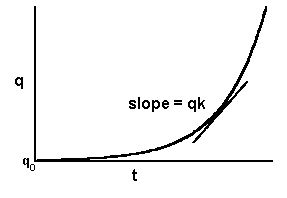 q
slope = qk
q₀
t